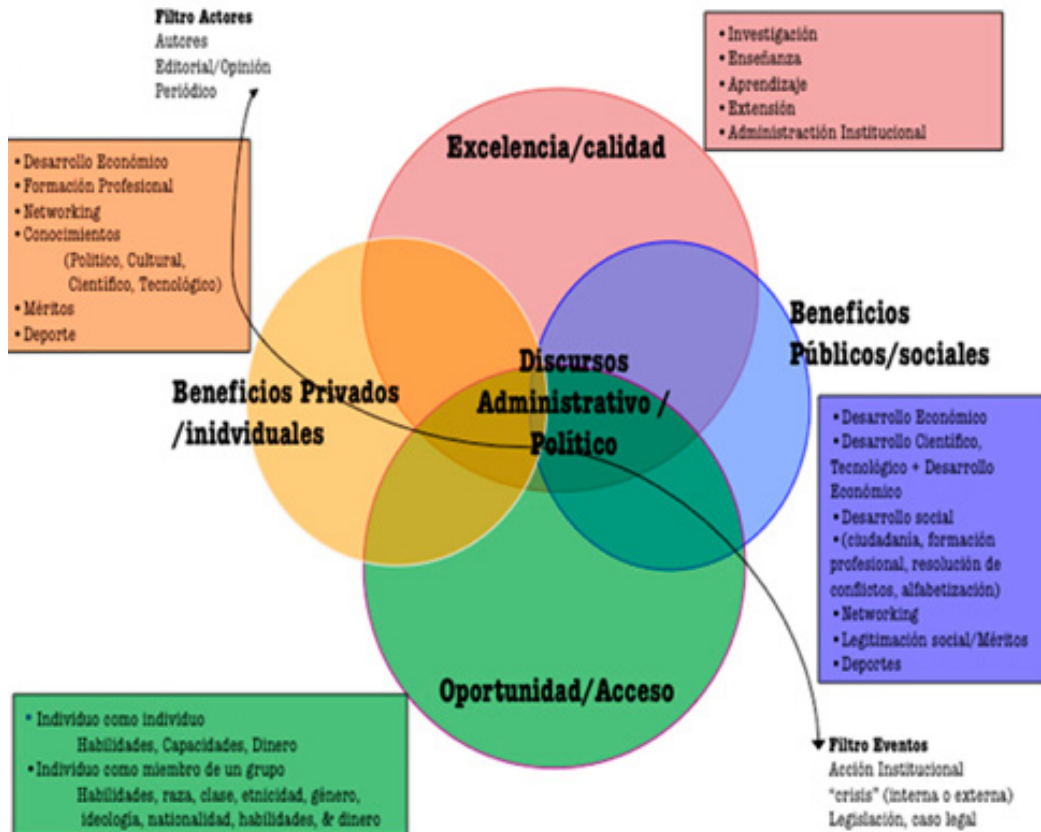 Filtro Actores
Autores
Editorial/Opinión
Periódico
• Investigación
• Enseñanza
• Aprendizaje
• Extensión
• Administractión Institucional
• Desarrollo Económico
• Formación Profesional
• Networking
• Conocimientos
(Político, Cultural,
Científico, Tecnológico)
• Méritos
• Deporte
Excelencia/calidad
Beneficios Privados
/inidviduales
Discursos
Administrativo /
Político
Beneficios
Públicos/sociales
• Desarrollo Económico
• Desarrollo Científico,
Tecnológico + Desarrollo
Económico
• Desarrollo social
• (ciudadanía, formación
profesional, resolución de
conflictos, alfabetización)
• Networking
• Legitimación social/Méritos
• Deportes
Oportunidad/Acceso
• Individuo como individuo
Habilidades, Capacidades, Dinero
• Individuo como miembro de un grupo
Habilidades, raza, clase, etnicidad, género,
ideología, nacionalidad, habilidades, & dinero
Filtro Eventos
Acción Institucional
“crisis” (interna o externa)
Legislación, caso legal